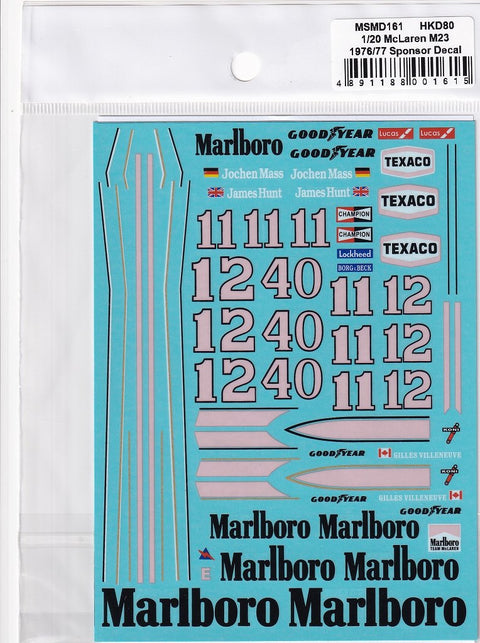 MSMD161 HKD80
1/20 McLaren M23
1976/77 Sponsor Decal
4891188001615
Marlboro GOODYEAR Lucas Lucas
GOODYEAR
TEXACO
Jochen Mass Jochen Mass
James Hunt James Hunt
TEXACO
CHAMPION
11 11 11
CHAMPION
TEXACO
Lockheed
BORG & BECK
12 40 11 12
12 40 11 12
12 40 11 12
KONI
GOODYEAR GILLES VILLENEUVE
KONI
GOODYEAR GILLES VILLENEUVE
GOODYEAR
Marlboro Marlboro
Marlboro
TEAM McLAREN
E Marlboro Marlboro
Marlboro Marlboro